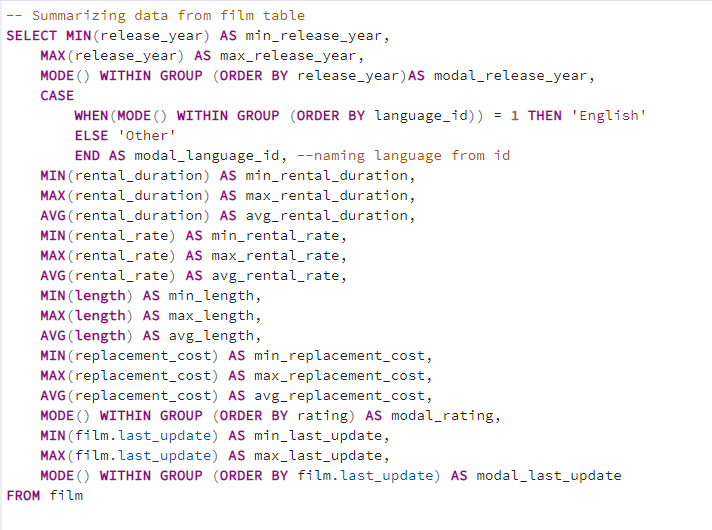 -- Summarizing data from film table
SELECT MIN(release_year) AS min_release_year,
MAX(release_year) AS max_release_year,
MODE() WITHIN GROUP (ORDER BY release_year)AS modal_release_year,
CASE
WHEN(MODE() WITHIN GROUP (ORDER BY language_id)) = 1 THEN 'English'
ELSE 'Other'
END AS modal_language_id, --naming language from id
MIN(rental_duration) AS min_rental_duration,
MAX(rental_duration) AS max_rental_duration,
AVG(rental_duration) AS avg_rental_duration,
MIN(rental_rate) AS min_rental_rate,
MAX(rental_rate) AS max_rental_rate,
AVG(rental_rate) AS avg_rental_rate,
MIN(length) AS min_length,
MAX(length) AS max_length,
AVG(length) AS avg_length,
MIN(replacement_cost) AS min_replacement_cost,
MAX(replacement_cost) AS max_replacement_cost,
AVG(replacement_cost) AS avg_replacement_cost,
MODE() WITHIN GROUP (ORDER BY rating) AS modal_rating,
MIN(film.last_update) AS min_last_update,
MAX(film.last_update) AS max_last_update,
MODE() WITHIN GROUP (ORDER BY film.last_update) AS modal_last_update
FROM film